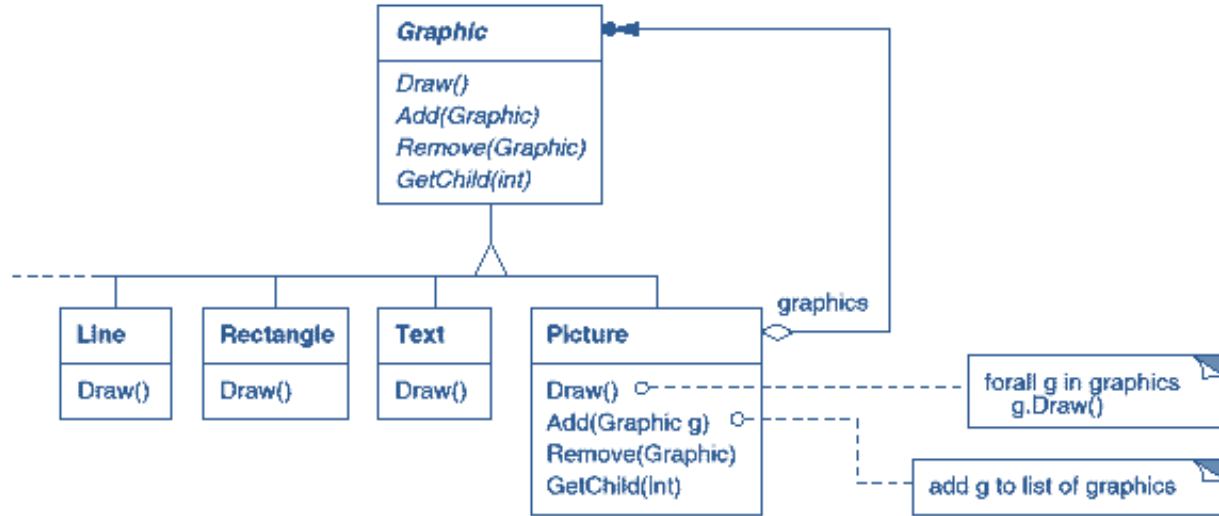 Graphic
Draw()
Add(Graphic)
Remove(Graphic)
GetChild(int)
graphics
Line
Draw()
Rectangle
Draw()
Text
Draw()
Picture
Draw()
Add(Graphic g)
Remove(Graphic)
GetChild(int)
forall g in graphics
g.Draw()
add g to list of graphics